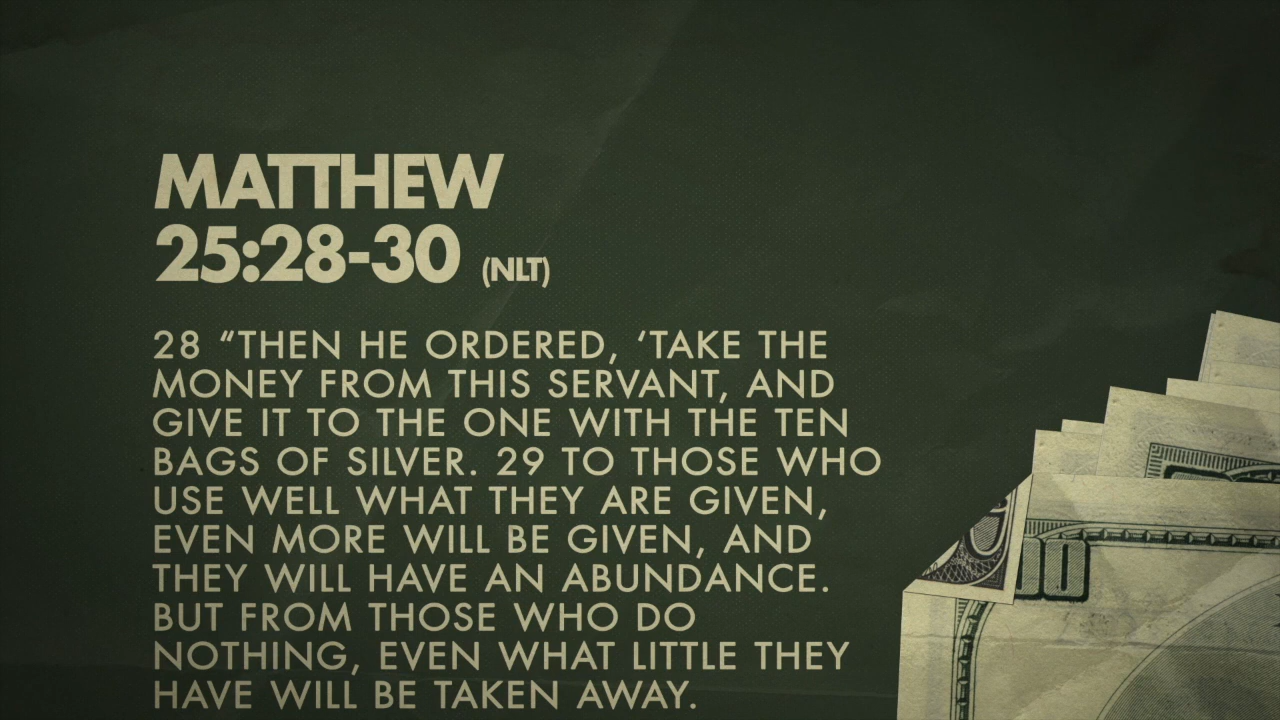 MATTHEW
25:28-30 (NLT)
28 “THEN HE ORDERED, ‘TAKE THE
MONEY FROM THIS SERVANT, AND
GIVE IT TO THE ONE WITH THE TEN
BAGS OF SILVER. 29 TO THOSE WHO
USE WELL WHAT THEY ARE GIVEN,
EVEN MORE WILL BE GIVEN, AND
THEY WILL HAVE AN ABUNDANCE.
BUT FROM THOSE WHO DO
NOTHING, EVEN WHAT LITTLE THEY
HAVE WILL BE TAKEN AWAY.